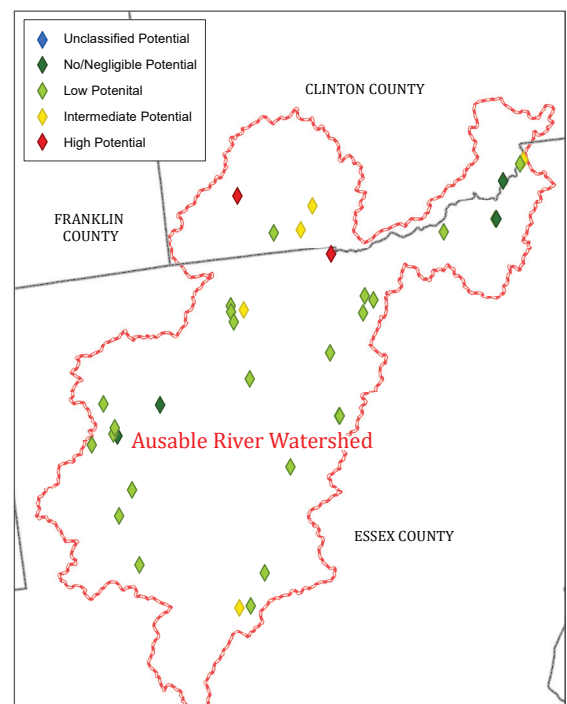 Unclassified Potential
No/Negligible Potential
Low Potenital
Intermediate Potential
High Potential
CLINTON COUNTY
FRANKLIN
COUNTY
Ausable River Watershed
ESSEX COUNTY